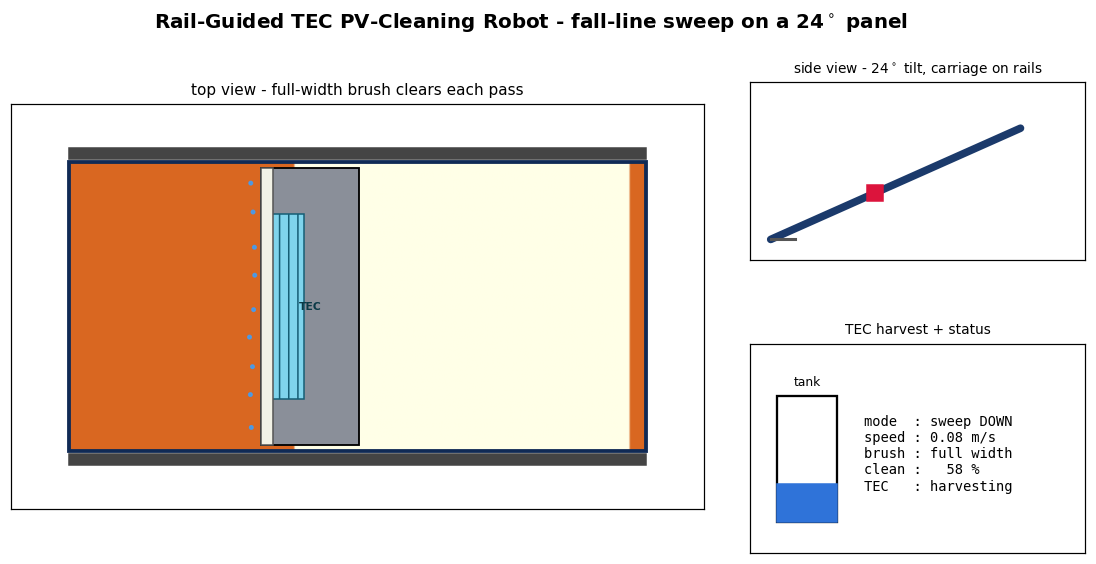 Rail-Guided TEC PV-Cleaning Robot - fall-line sweep on a 24° panel
top view - full-width brush clears each pass
TEC
side view - 24° tilt, carriage on rails
TEC harvest + status
tank
mode  : sweep DOWN
speed : 0.08 m/s
brush : full width
clean :   58 %
TEC   : harvesting